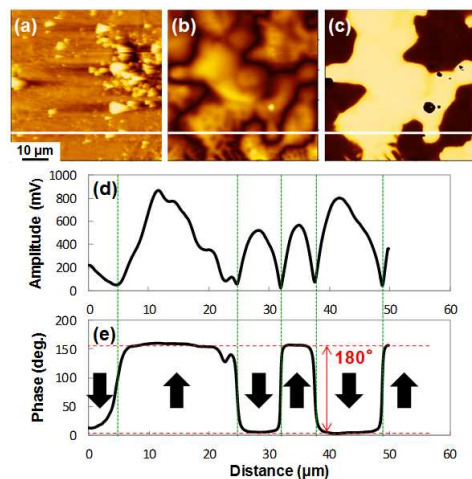 (a) (b) (c)
10 μm
(d)
Amplitude (mV)
1000
800
600
400
200
0
0 10 20 30 40 50 60
(e)
Phase (deg.)
200
150
100
50
0
180°
0 10 20 30 40 50 60
Distance (μm)